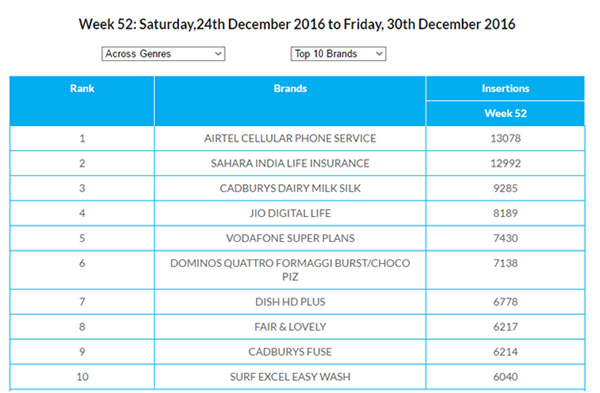 Week 52: Saturday,24th December 2016 to Friday, 30th December 2016
Across Genres Top 10 Brands
Rank Brands Insertions
Week 52
1 AIRTEL CELLULAR PHONE SERVICE 13078
2 SAHARA INDIA LIFE INSURANCE 12992
3 CADBURYS DAIRY MILK SILK 9285
4 JIO DIGITAL LIFE 8189
5 VODAFONE SUPER PLANS 7430
6 DOMINOS QUATTRO FORMAGGI BURST/CHOCO 7138
PIZ
7 DISH HD PLUS 6778
8 FAIR & LOVELY 6217
9 CADBURYS FUSE 6214
10 SURF EXCEL EASY WASH 6040